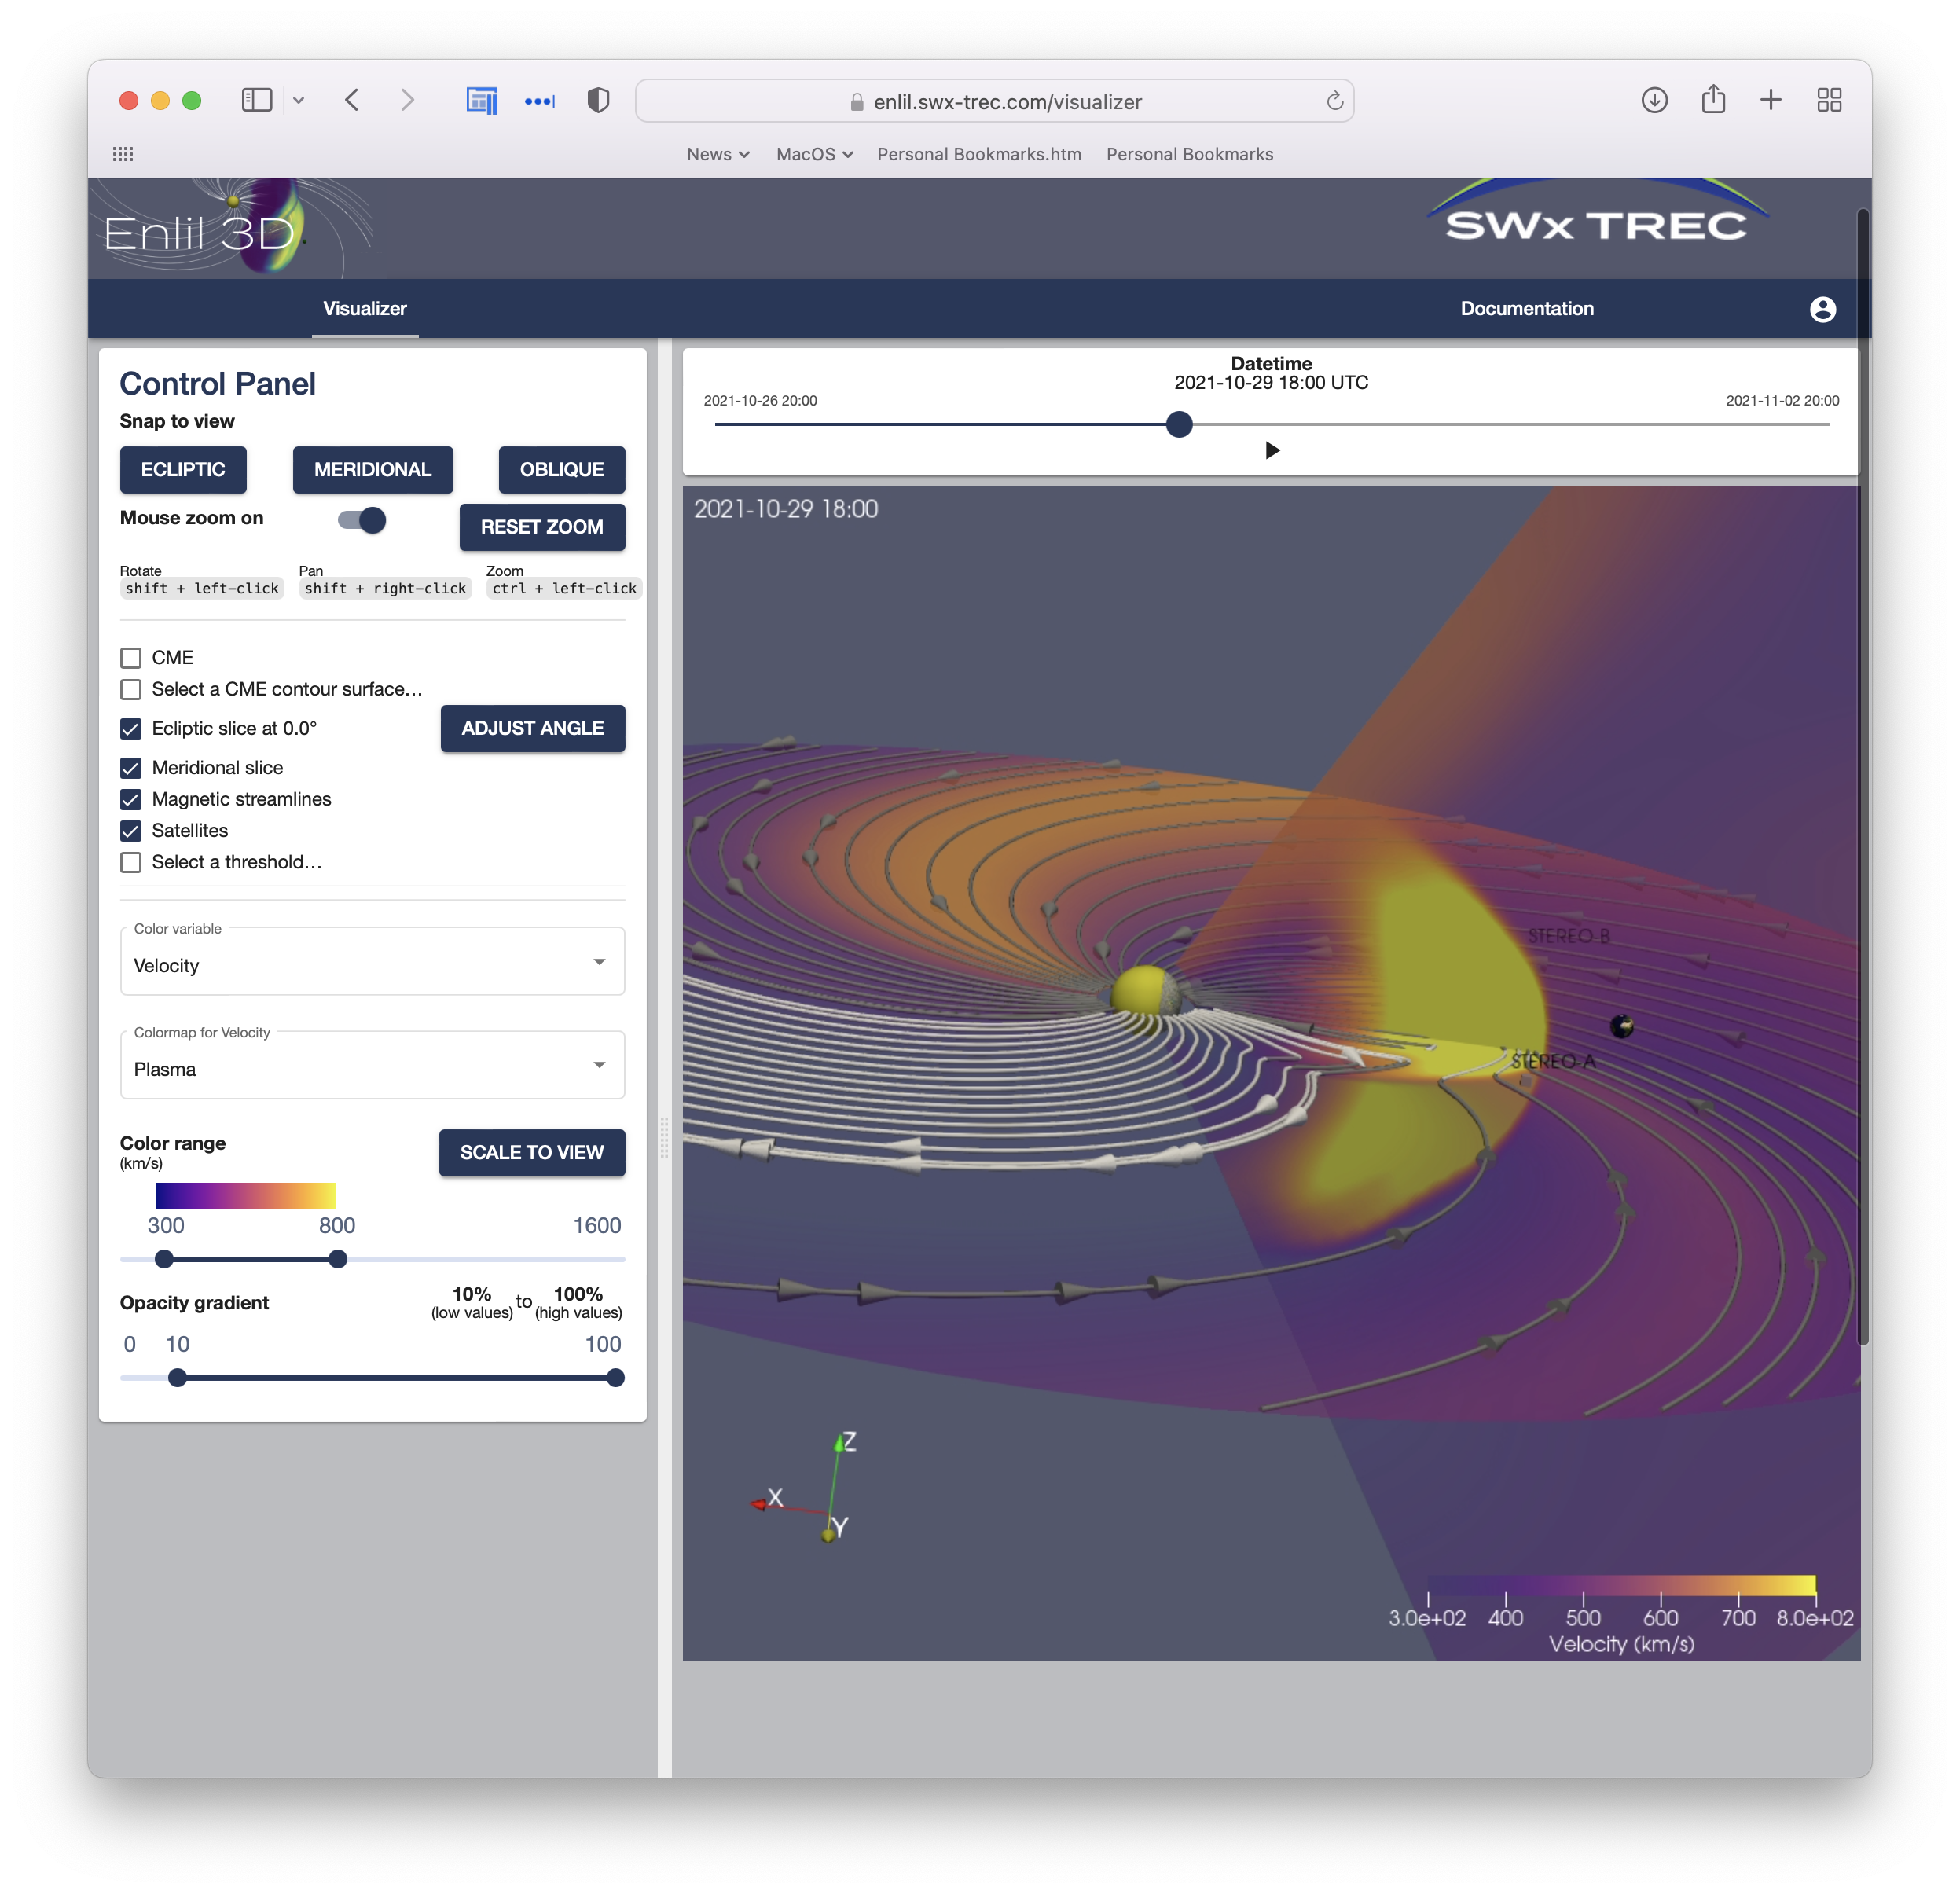 enlil.swx-trec.com/visualizer
News MacOS Personal Bookmarks.htm Personal Bookmarks
Enlil 3D
SWx TREC
Visualizer Documentation
Control Panel
Snap to view
ECLIPTIC MERIDIONAL OBLIQUE
Mouse zoom on RESET ZOOM
Rotate Pan Zoom
shift + left-click shift + right-click ctrl + left-click
CME
Select a CME contour surface...
Ecliptic slice at 0.0° ADJUST ANGLE
Meridional slice
Magnetic streamlines
Satellites
Select a threshold...
Color variable
Velocity
Colormap for Velocity
Plasma
Color range SCALE TO VIEW
(km/s)
300 800 1600
Opacity gradient 10% to 100%
(low values) (high values)
0 10 100
Datetime
2021-10-29 18:00 UTC
2021-10-26 20:00 2021-11-02 20:00
2021-10-29 18:00
STEREO-B
STEREO-A
Z
X
Y
3.0e+02 400 500 600 700 8.0e+02
Velocity (km/s)